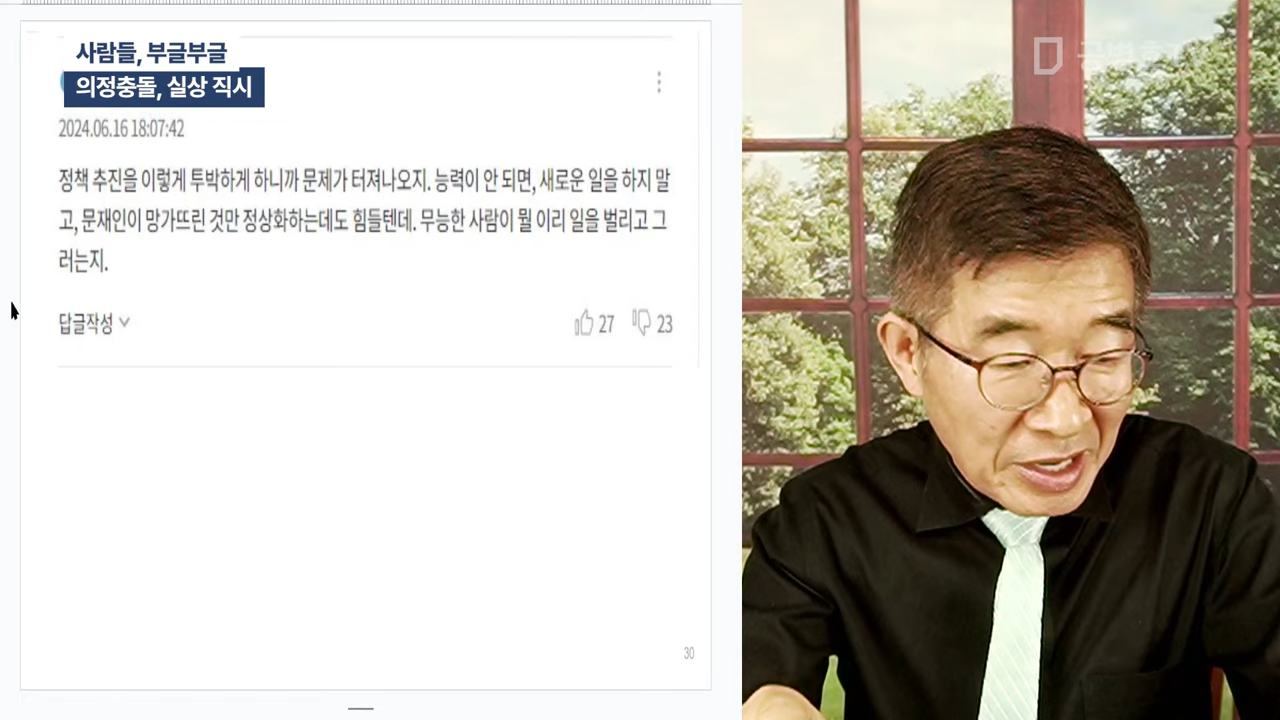 사람들, 부글부글
의정충돌, 실상 직시
2024.06.16 18:07:42
정책 추진을 이렇게 투박하게 하니까 문제가 터져나오지. 능력이 안 되면, 새로운 일을 하지 말
고, 문재인이 망가뜨린 것만 정상화하는데도 힘들텐데. 무능한 사람이 뭘 이리 일을 벌리고 그
러는지.
답글작성
27 23
30